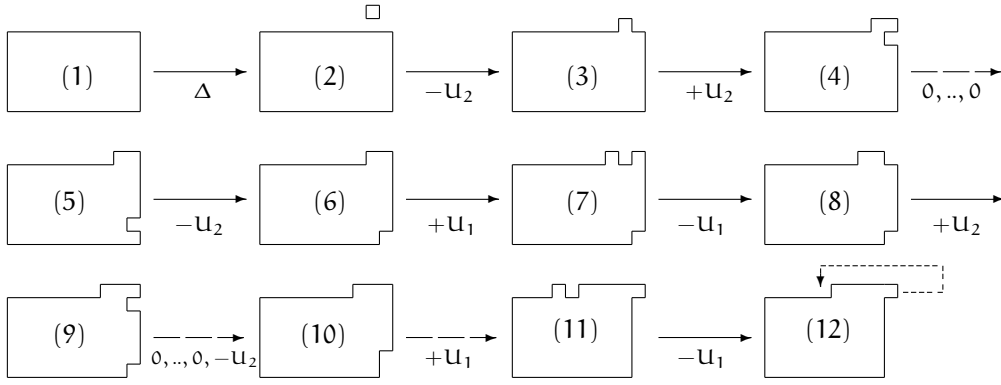 (1) Δ (2) −u₂ (3) +u₂ (4) 0, .., 0
(5) −u₂ (6) +u₁ (7) −u₁ (8) +u₂
(9) 0, .., 0, −u₂ (10) +u₁ (11) −u₁ (12)